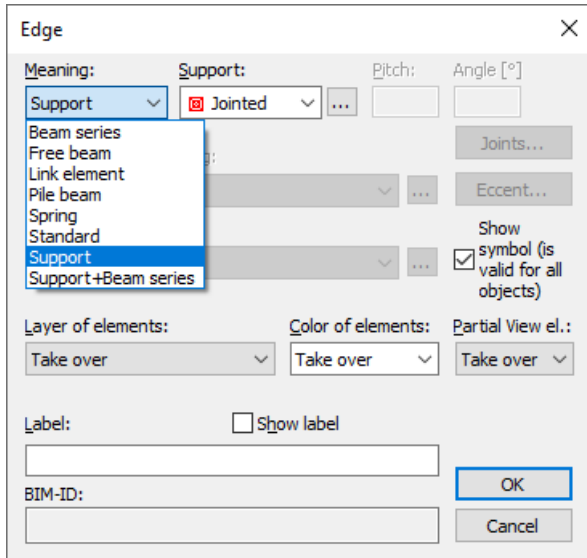 Edge
Meaning: Support: Pitch: Angle [°]
Support Jointed ...
Beam series
Free beam
Link element
Pile beam
Spring
Standard
Support
Support+Beam series
Joints...
...
Eccent...
...
Show
symbol (is
valid for all
objects)
Layer of elements: Color of elements: Partial View el.:
Take over Take over Take over
Label: Show label
BIM-ID:
OK
Cancel